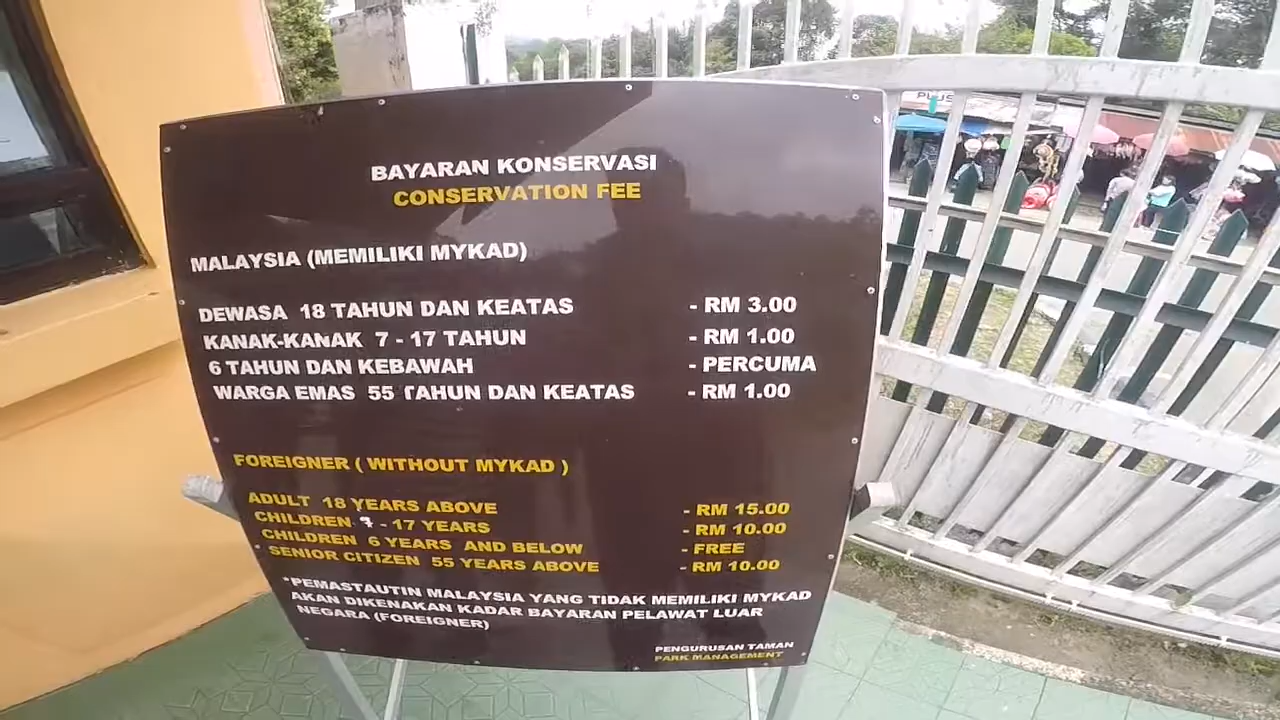 BAYARAN KONSERVASI
CONSERVATION FEE
MALAYSIA (MEMILIKI MYKAD)
DEWASA 18 TAHUN DAN KEATAS - RM 3.00
KANAK-KANAK 7 - 17 TAHUN - RM 1.00
6 TAHUN DAN KEBAWAH - PERCUMA
WARGA EMAS 55 TAHUN DAN KEATAS - RM 1.00
FOREIGNER ( WITHOUT MYKAD )
ADULT 18 YEARS ABOVE - RM 15.00
CHILDREN 7 - 17 YEARS - RM 10.00
CHILDREN 6 YEARS AND BELOW - FREE
SENIOR CITIZEN 55 YEARS ABOVE - RM 10.00
*PEMASTAUTIN MALAYSIA YANG TIDAK MEMILIKI MYKAD
AKAN DIKENAKAN KADAR BAYARAN PELAWAT LUAR
NEGARA (FOREIGNER)
PENGURUSAN TAMAN
PARK MANAGEMENT